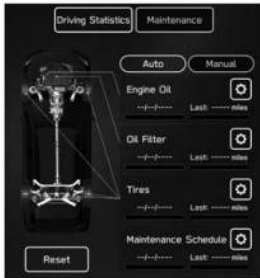 Driving Statistics Maintenance
Auto Manual
Engine Oil
--/--/---- Last: ------ miles
Oil Filter
--/--/---- Last: ------ miles
Tires
--/--/---- Last: ------ miles
Maintenance Schedule
--/--/---- Last: ------ miles
Reset